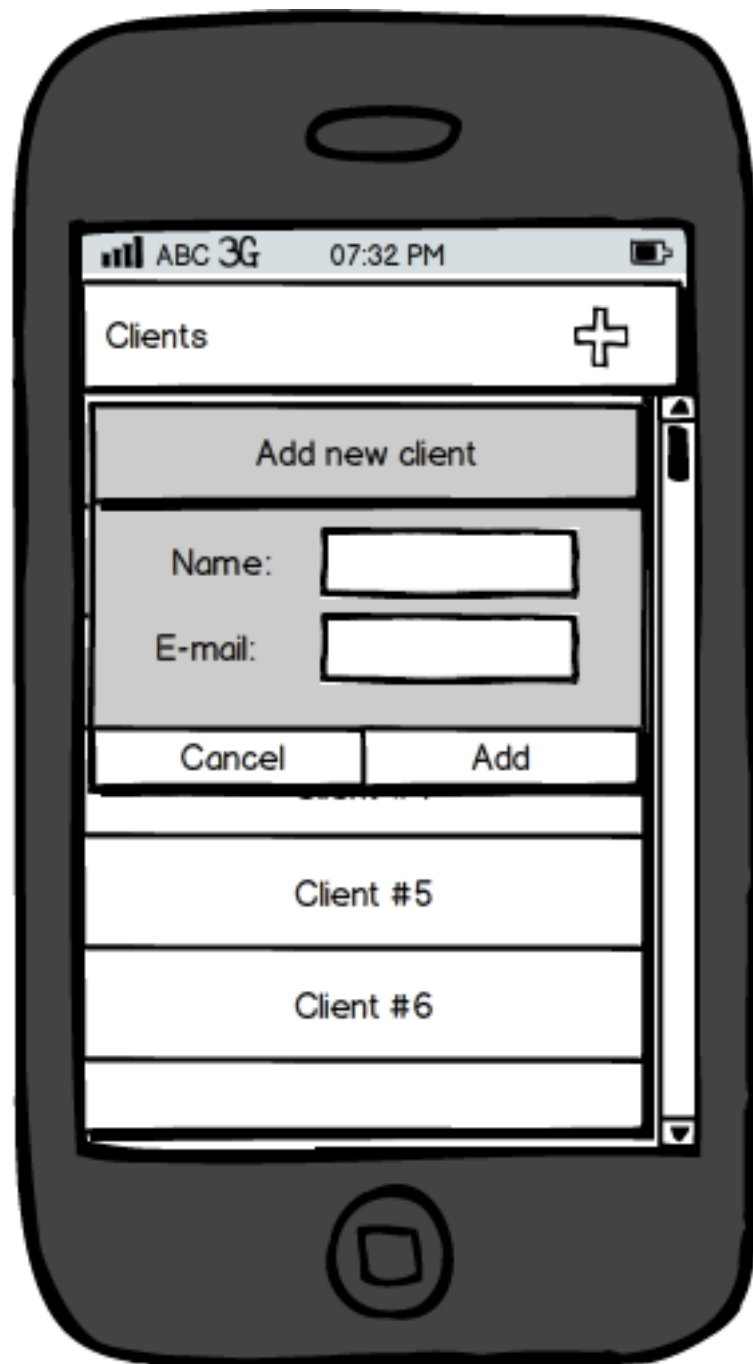 ABC 3G 07:32 PM
Clients
Add new client
Name:
E-mail:
Cancel Add
Client #5
Client #6